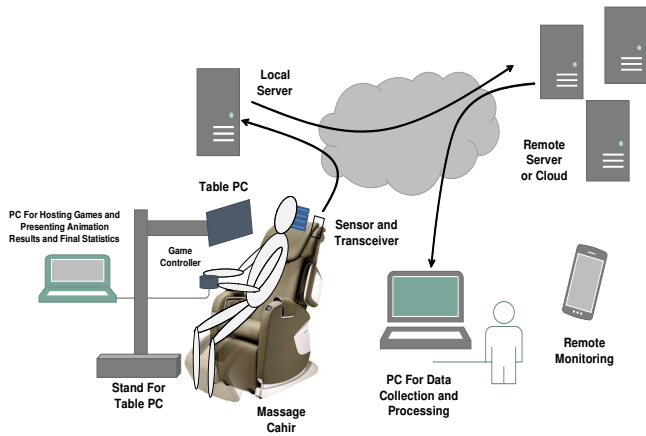 Local
Server
Remote
Server
or Cloud
Table PC
PC For Hosting Games and
Presenting Animation
Results and Final Statistics
Game
Controller
Sensor and
Transceiver
Remote
Monitoring
Stand For
Table PC
Massage
Cahir
PC For Data
Collection and
Processing